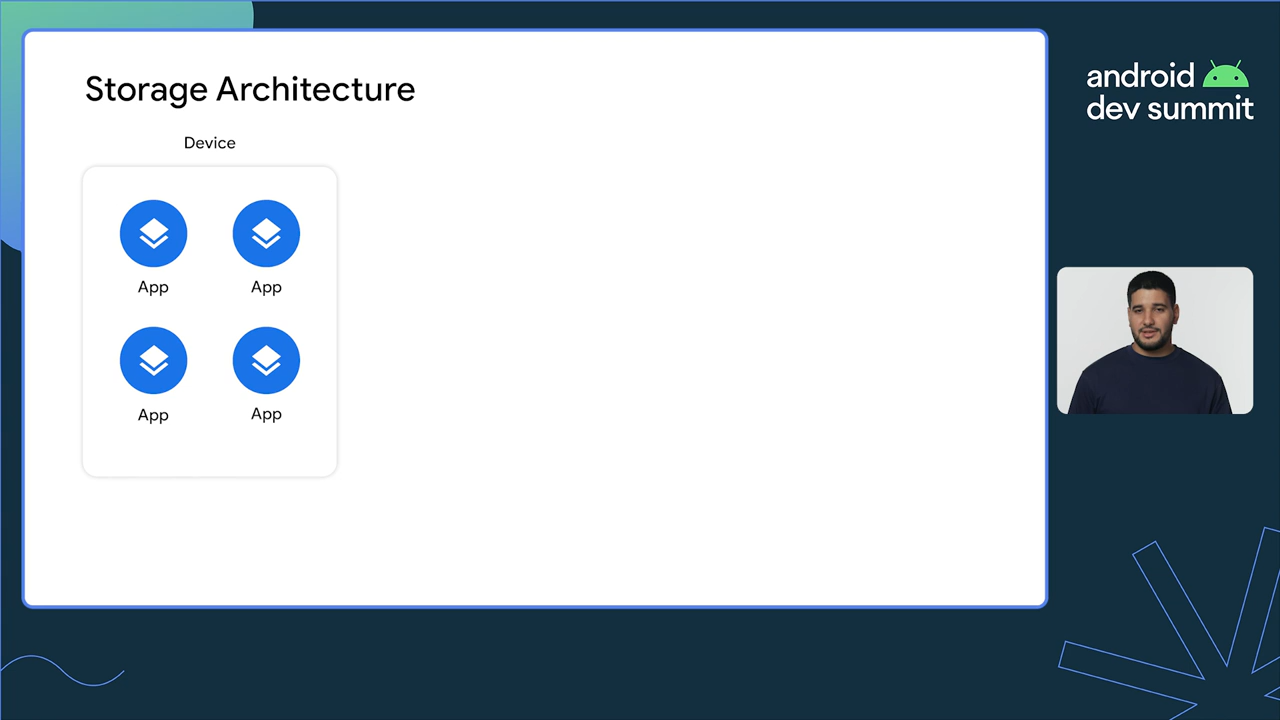 Storage Architecture
Device
App
App
App
App
android
dev summit